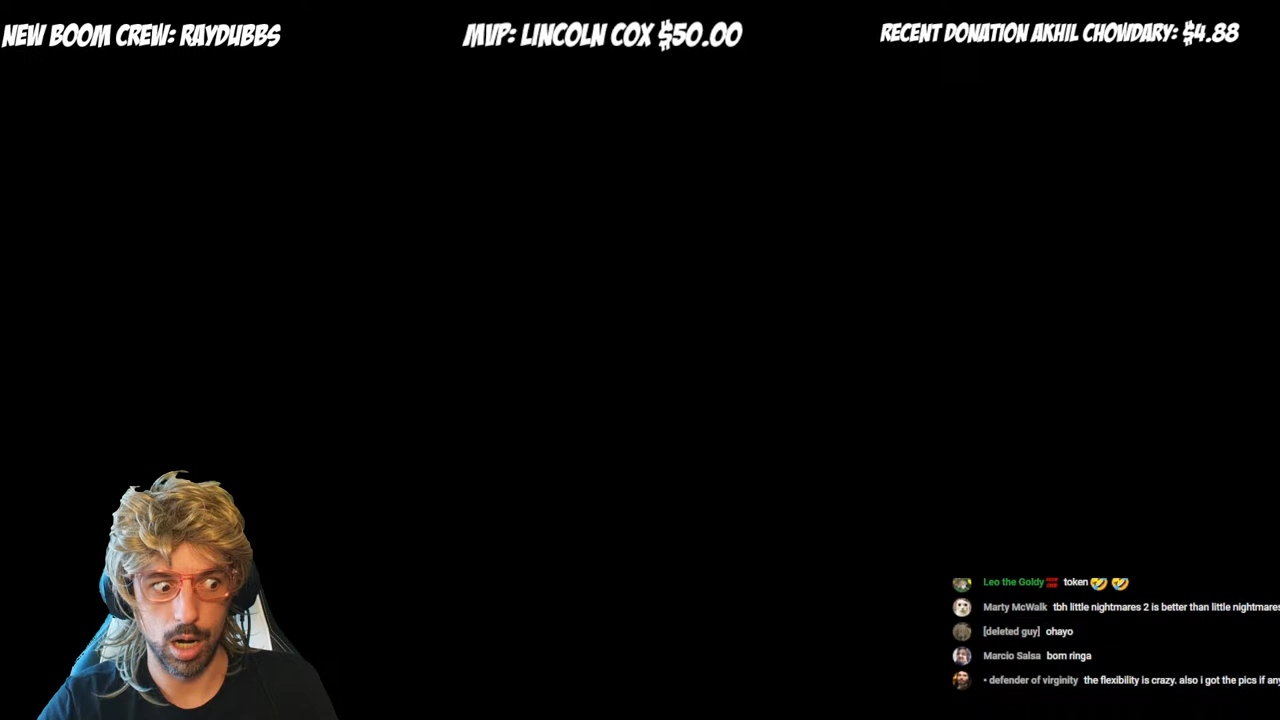 NEW BOOM CREW: RAYDUBBS
MVP: LINCOLN COX $50.00
RECENT DONATION AKHIL CHOWDARY: $4.88
Leo the Goldy token 🤣 🤣
Marty McWalk tbh little nightmares 2 is better than little nightmares
[deleted guy] ohayo
Marcio Salsa bom ringa
• defender of virginity the flexibility is crazy. also i got the pics if any